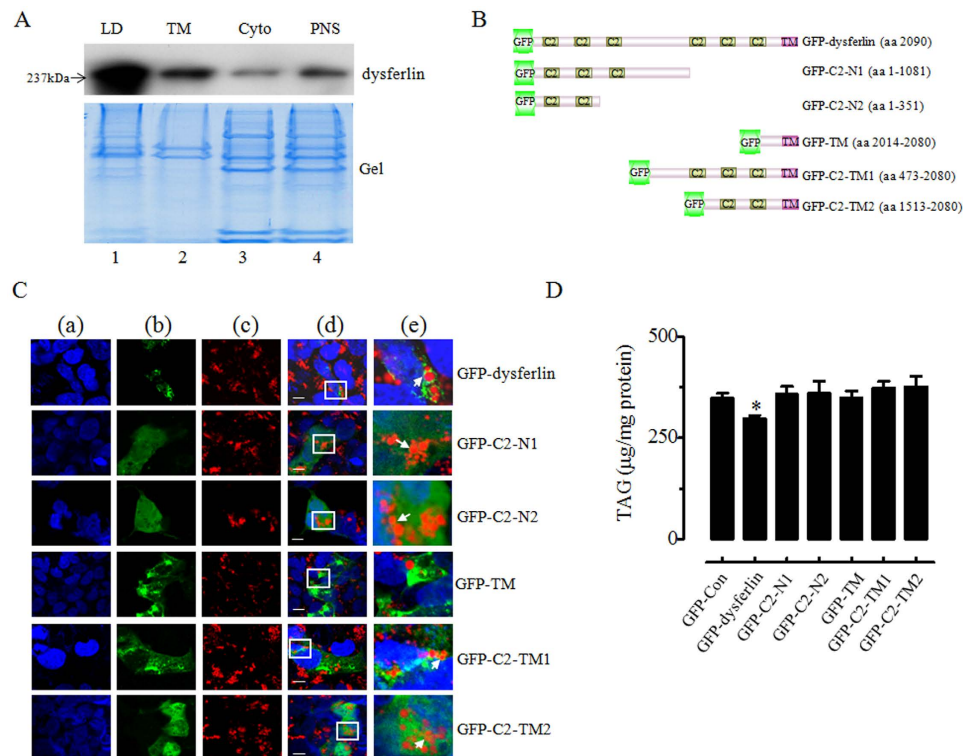 A
LD TM Cyto PNS
237kDa
dysferlin
Gel
1 2 3 4
B
GFP C2 C2 C2 C2 C2 C2 TM GFP-dysferlin (aa 2090)
GFP C2 C2 C2 GFP-C2-N1 (aa 1-1081)
GFP C2 C2 GFP-C2-N2 (aa 1-351)
GFP TM GFP-TM (aa 2014-2080)
GFP C2 C2 C2 TM GFP-C2-TM1 (aa 473-2080)
GFP C2 C2 TM GFP-C2-TM2 (aa 1513-2080)
C
(a) (b) (c) (d) (e)
GFP-dysferlin
GFP-C2-N1
GFP-C2-N2
GFP-TM
GFP-C2-TM1
GFP-C2-TM2
D
TAG (µg/mg protein)
500
250
0
*
GFP-Con
GFP-dysferlin
GFP-C2-N1
GFP-C2-N2
GFP-TM
GFP-C2-TM1
GFP-C2-TM2